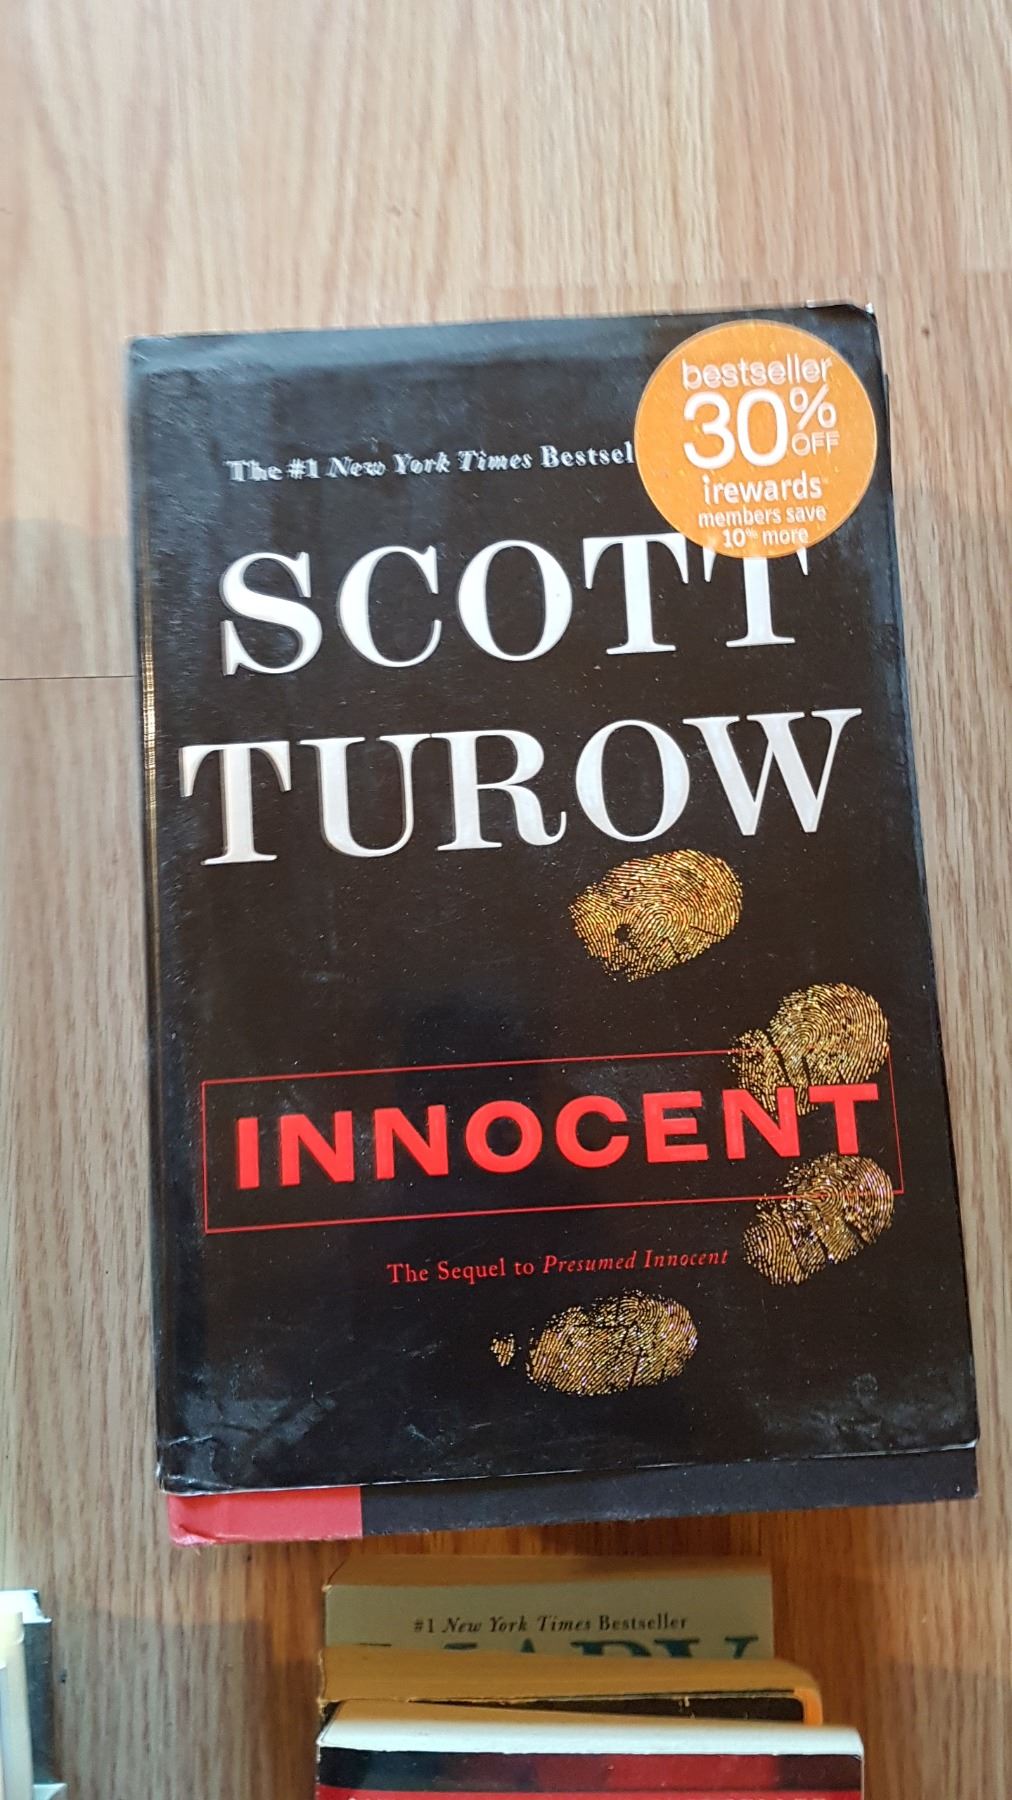 The #1 New York Times Bestsel
bestseller
30%
OFF
irewards
members save
10% more
SCOTT
TUROW
INNOCENT
The Sequel to Presumed Innocent
#1 New York Times Bestseller